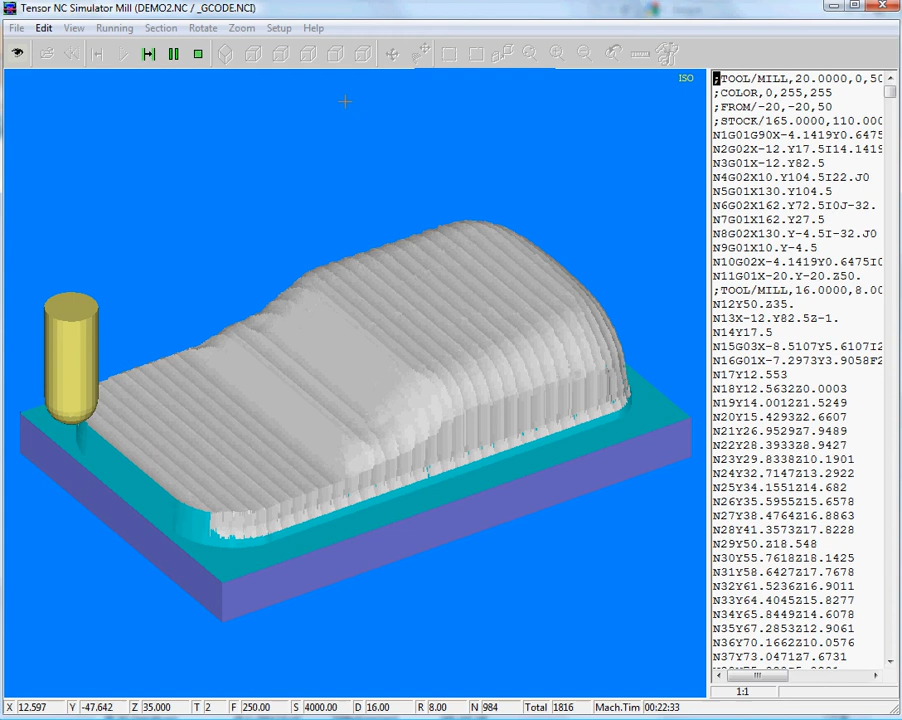 Tensor NC Simulator Mill (DEMO2.NC / _GCODE.NCI)
File Edit View Running Section Rotate Zoom Setup Help
ISO
;TOOL/MILL,20.0000,0,50
;COLOR,0,255,255
;FROM/-20,-20,50
;STOCK/165.0000,110.000
N1G01G90X-4.1419Y0.6475
N2G02X-12.Y17.5I14.1419
N3G01X-12.Y82.5
N4G02X10.Y104.5I22.J0
N5G01X130.Y104.5
N6G02X162.Y72.5I0J-32.
N7G01X162.Y27.5
N8G02X130.Y-4.5I-32.J0
N9G01X10.Y-4.5
N10G02X-4.1419Y0.6475I0
N11G01X-20.Y-20.Z50.
;TOOL/MILL,16.0000,8.00
N12Y50.Z35.
N13X-12.Y82.5Z-1.
N14Y17.5
N15G03X-8.5107Y5.6107I2
N16G01X-7.2973Y3.9058F2
N17Y12.553
N18Y12.5632Z0.0003
N19Y14.0012Z1.5249
N20Y15.4293Z2.6607
N21Y26.9529Z7.9489
N22Y28.3933Z8.9427
N23Y29.8338Z10.1901
N24Y32.7147Z13.2922
N25Y34.1551Z14.682
N26Y35.5955Z15.6578
N27Y38.4764Z16.8863
N28Y41.3573Z17.8228
N29Y50.Z18.548
N30Y55.7618Z18.1425
N31Y58.6427Z17.7678
N32Y61.5236Z16.9011
N33Y64.4045Z15.8277
N34Y65.8449Z14.6078
N35Y67.2853Z12.9061
N36Y70.1662Z10.0576
N37Y73.0471Z7.6731
1:1
X 12.597 Y -47.642 Z 35.000 T 2 F 250.00 S 4000.00 D 16.00 R 8.00 N 984 Total 1816 Mach.Tim 00:22:33